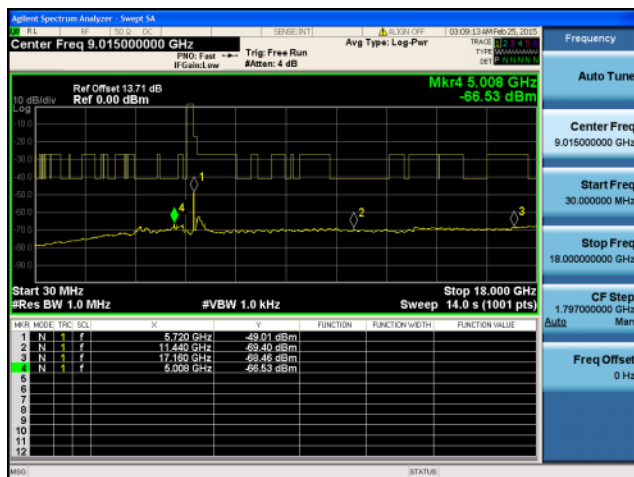 Agilent Spectrum Analyzer - Swept SA
RL RF 50 Ω DC SENSE:INT ALIGN OFF 03:09:13 AM Feb 25, 2015
Center Freq 9.015000000 GHz Avg Type: Log-Pwr TRACE 1 2 3 4 5 6
PNO: Fast Trig: Free Run TYPE
IFGain:Low #Atten: 4 dB DET P N N N N N
Mkr4 5.008 GHz
Ref Offset 13.71 dB
10 dB/div Ref 0.00 dBm -66.53 dBm
Log
-10.0
-20.0
-30.0
-40.0
-50.0
-60.0
-70.0
-80.0
-90.0
1
4
2
3
Start 30 MHz Stop 18.000 GHz
#Res BW 1.0 MHz #VBW 1.0 kHz Sweep 14.0 s (1001 pts)
MKR MODE TRC SCL X Y FUNCTION FUNCTION WIDTH FUNCTION VALUE
1 N 1 f 5.720 GHz -49.01 dBm
2 N 1 f 11.440 GHz -69.40 dBm
3 N 1 f 17.160 GHz -68.46 dBm
4 N 1 f 5.008 GHz -66.53 dBm
5
6
7
8
9
10
11
12
MSG STATUS
Frequency
Auto Tune
Center Freq
9.015000000 GHz
Start Freq
30.000000 MHz
Stop Freq
18.000000000 GHz
CF Step
1.797000000 GHz
Auto Man
Freq Offset
0 Hz